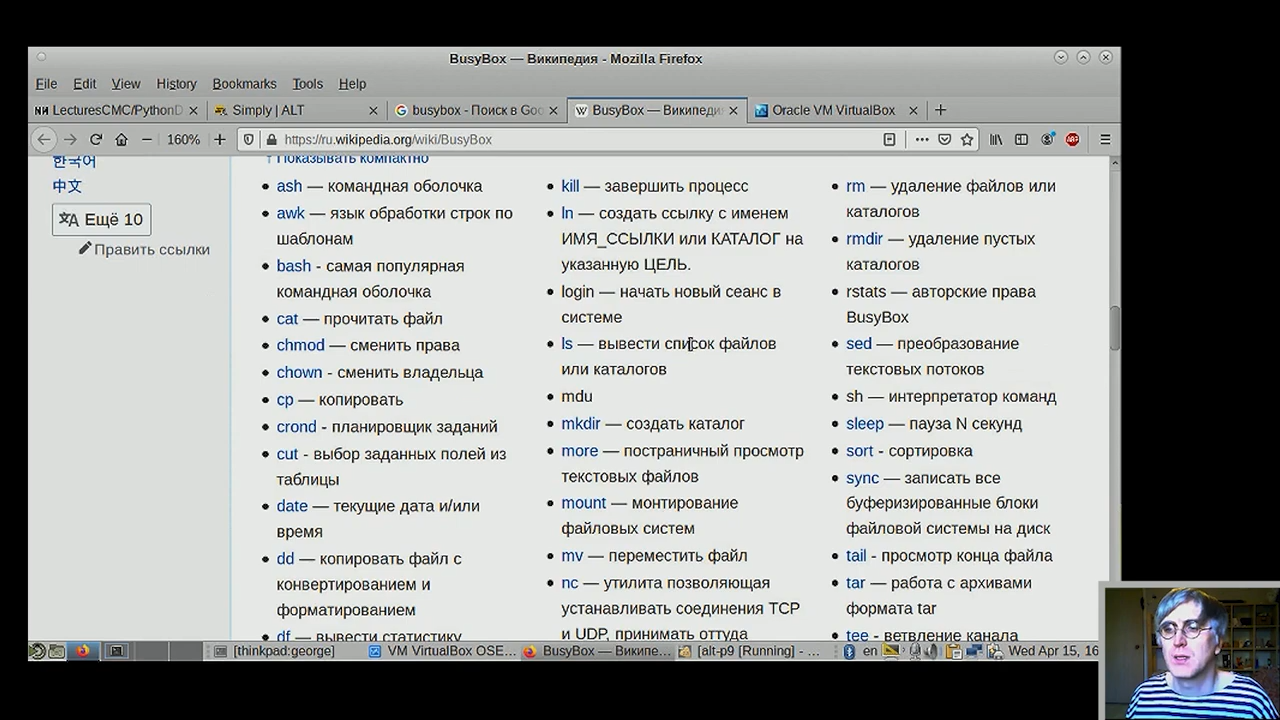 BusyBox — Википедия - Mozilla Firefox
File Edit View History Bookmarks Tools Help
LecturesCMC/PythonD
Simply | ALT
busybox - Поиск в Goo
BusyBox — Википеди
Oracle VM VirtualBox
160%
https://ru.wikipedia.org/wiki/BusyBox
한국어
中文
Ещё 10
Править ссылки
↑ Показывать компактно
ash — командная оболочка
awk — язык обработки строк по
шаблонам
bash - самая популярная
командная оболочка
cat — прочитать файл
chmod — сменить права
chown - сменить владельца
cp — копировать
crond - планировщик заданий
cut - выбор заданных полей из
таблицы
date — текущие дата и/или
время
dd — копировать файл с
конвертированием и
форматированием
df — вывести статистику
kill — завершить процесс
ln — создать ссылку с именем
ИМЯ_ССЫЛКИ или КАТАЛОГ на
указанную ЦЕЛЬ.
login — начать новый сеанс в
системе
ls — вывести список файлов
или каталогов
mdu
mkdir — создать каталог
more — постраничный просмотр
текстовых файлов
mount — монтирование
файловых систем
mv — переместить файл
nc — утилита позволяющая
устанавливать соединения TCP
и UDP, принимать оттуда
rm — удаление файлов или
каталогов
rmdir — удаление пустых
каталогов
rstats — авторские права
BusyBox
sed — преобразование
текстовых потоков
sh — интерпретатор команд
sleep — пауза N секунд
sort - сортировка
sync — записать все
буферизированные блоки
файловой системы на диск
tail - просмотр конца файла
tar — работа с архивами
формата tar
tee - ветвление канала
[thinkpad:george]
VM VirtualBox OSE...
BusyBox — Википе...
[alt-p9 [Running] - ...
en
Wed Apr 15, 16